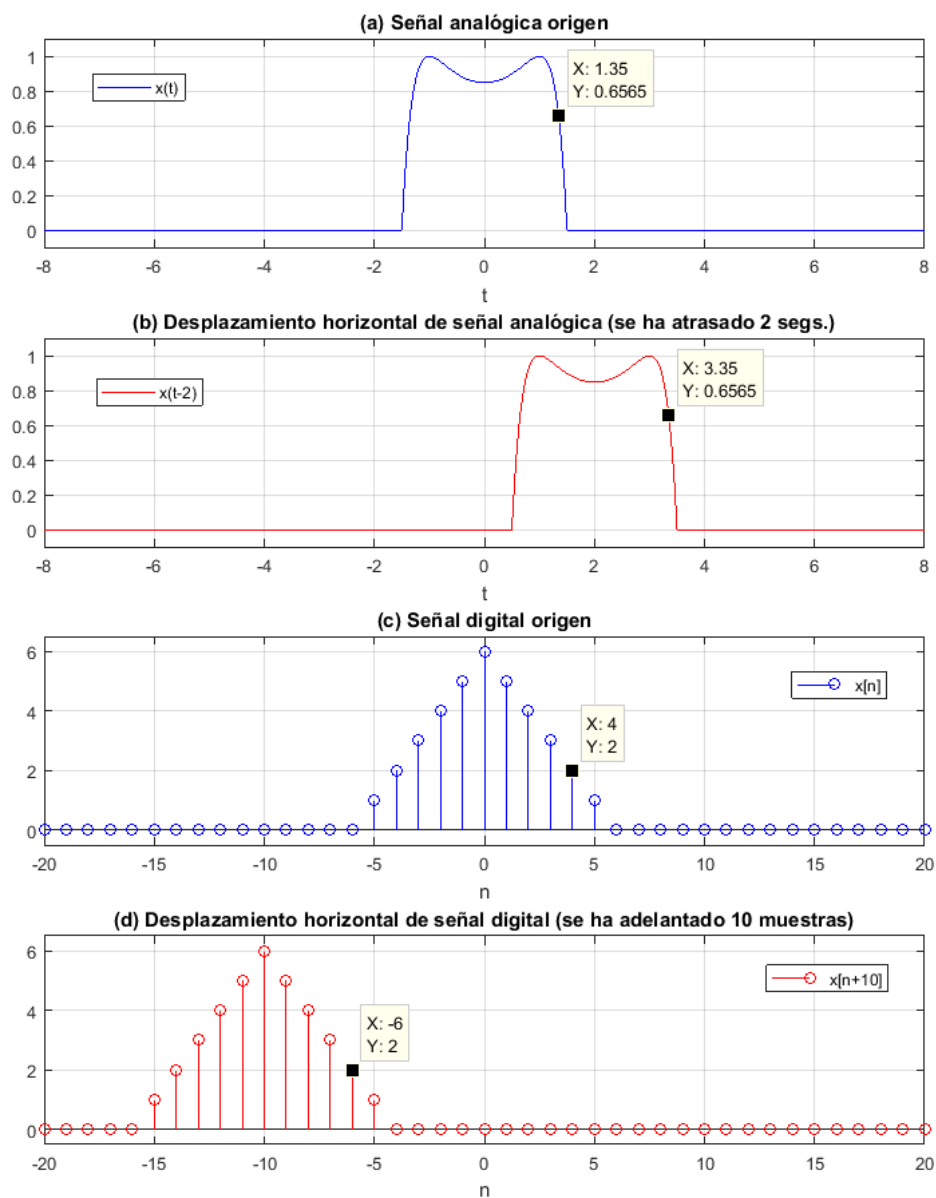 (a) Señal analógica origen
1
0.8
0.6
0.4
0.2
0
x(t)
X: 1.35
Y: 0.6565
-8 -6 -4 -2 0 2 4 6 8
t
(b) Desplazamiento horizontal de señal analógica (se ha atrasado 2 segs.)
1
0.8
0.6
0.4
0.2
0
x(t-2)
X: 3.35
Y: 0.6565
-8 -6 -4 -2 0 2 4 6 8
t
(c) Señal digital origen
6
4
2
0
x[n]
X: 4
Y: 2
-20 -15 -10 -5 0 5 10 15 20
n
(d) Desplazamiento horizontal de señal digital (se ha adelantado 10 muestras)
6
4
2
0
x[n+10]
X: -6
Y: 2
-20 -15 -10 -5 0 5 10 15 20
n